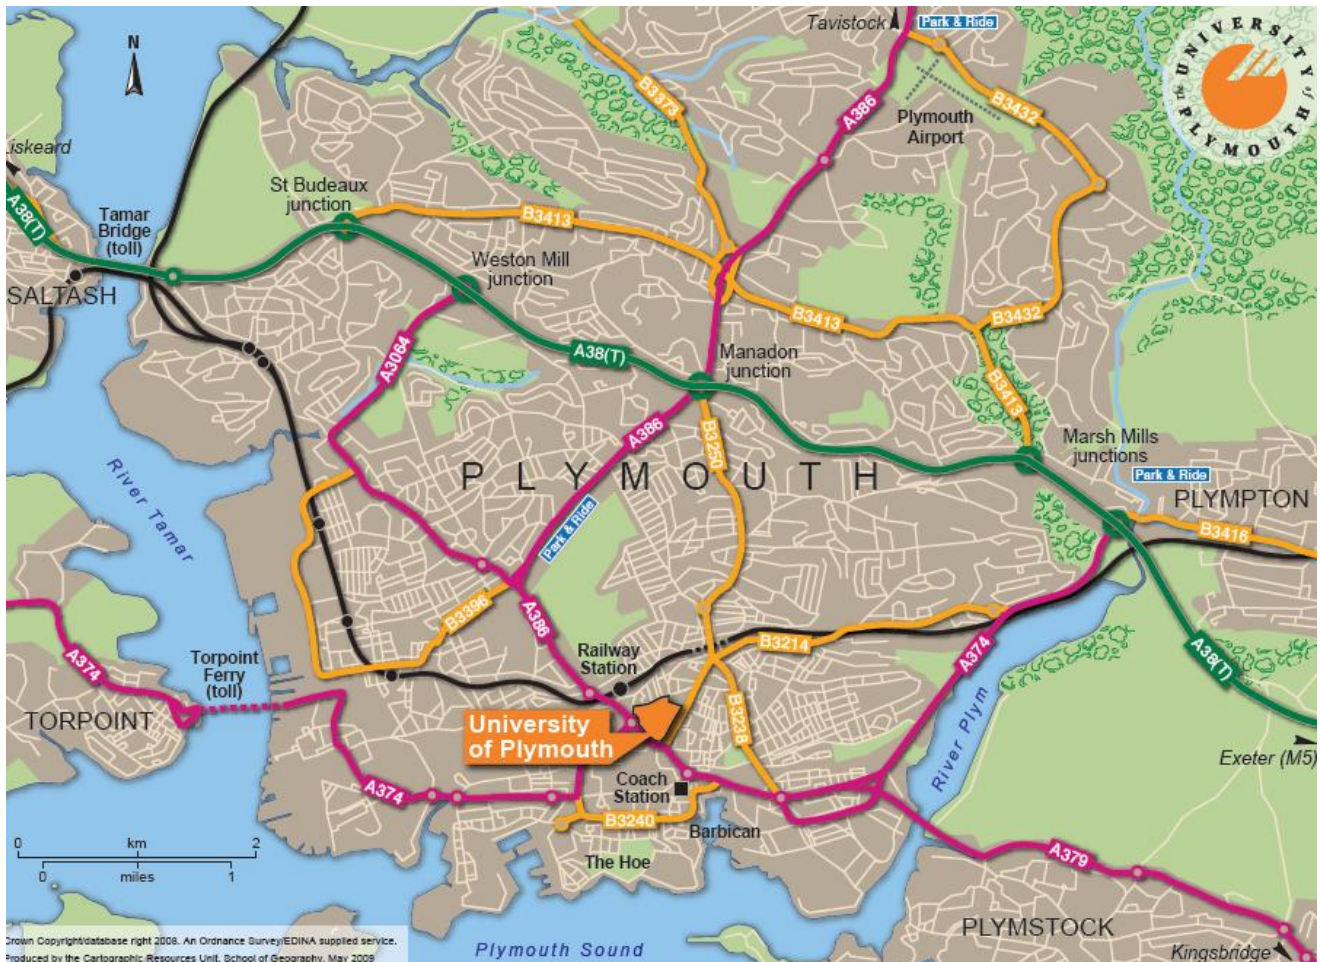 Tavistock
Park & Ride
The UNIVERSITY of PLYMOUTH
N
B3373
A386
B3432
Plymouth
Airport
Liskeard
St Budeaux
junction
A38(T)
Tamar
Bridge
(toll)
B3413
Weston Mill
junction
SALTASH
B3413
B3432
A3064
A38(T)
Manadon
junction
B3413
A386
B3250
Marsh Mills
junctions
River Tamar
PLYMOUTH
Park & Ride
PLYMPTON
Park & Ride
B3416
B3396
A386
Railway
Station
B3214
A374
A374
Torpoint
Ferry
(toll)
A38(T)
TORPOINT
University
of Plymouth
B3238
River Plym
Exeter (M5)
A374
Coach
Station
B3240
Barbican
The Hoe
A379
0 km 2
0 miles 1
PLYMSTOCK
Kingsbridge
Plymouth Sound
Crown Copyright/database right 2008. An Ordnance Survey/EDINA supplied service.
Produced by the Cartographic Resources Unit, School of Geography, May 2009